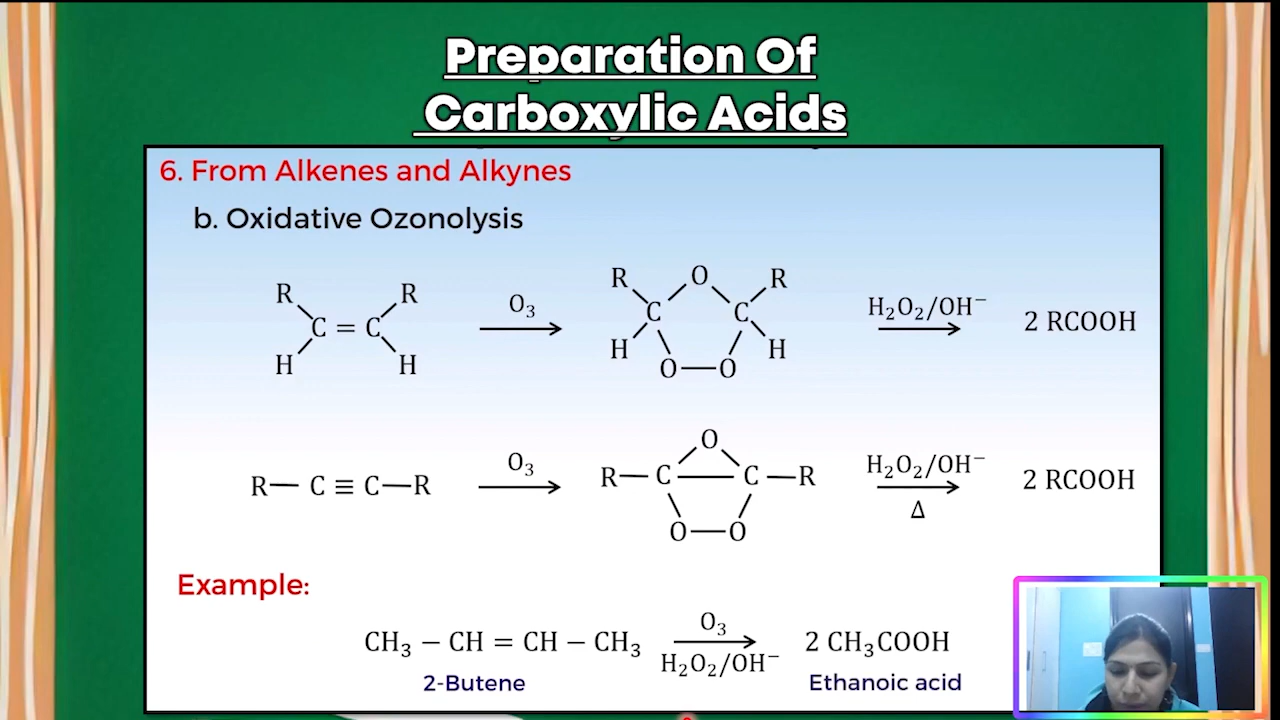 Preparation Of
Carboxylic Acids
6. From Alkenes and Alkynes
b. Oxidative Ozonolysis
R R
C = C
H H
O₃
R O R
C C
H H
O—O
H₂O₂/OH⁻
2 RCOOH
R— C ≡ C—R
O₃
O
R—C—C—R
O—O
H₂O₂/OH⁻
Δ
2 RCOOH
Example:
CH₃ − CH = CH − CH₃
2-Butene
O₃
H₂O₂/OH⁻
2 CH₃COOH
Ethanoic acid